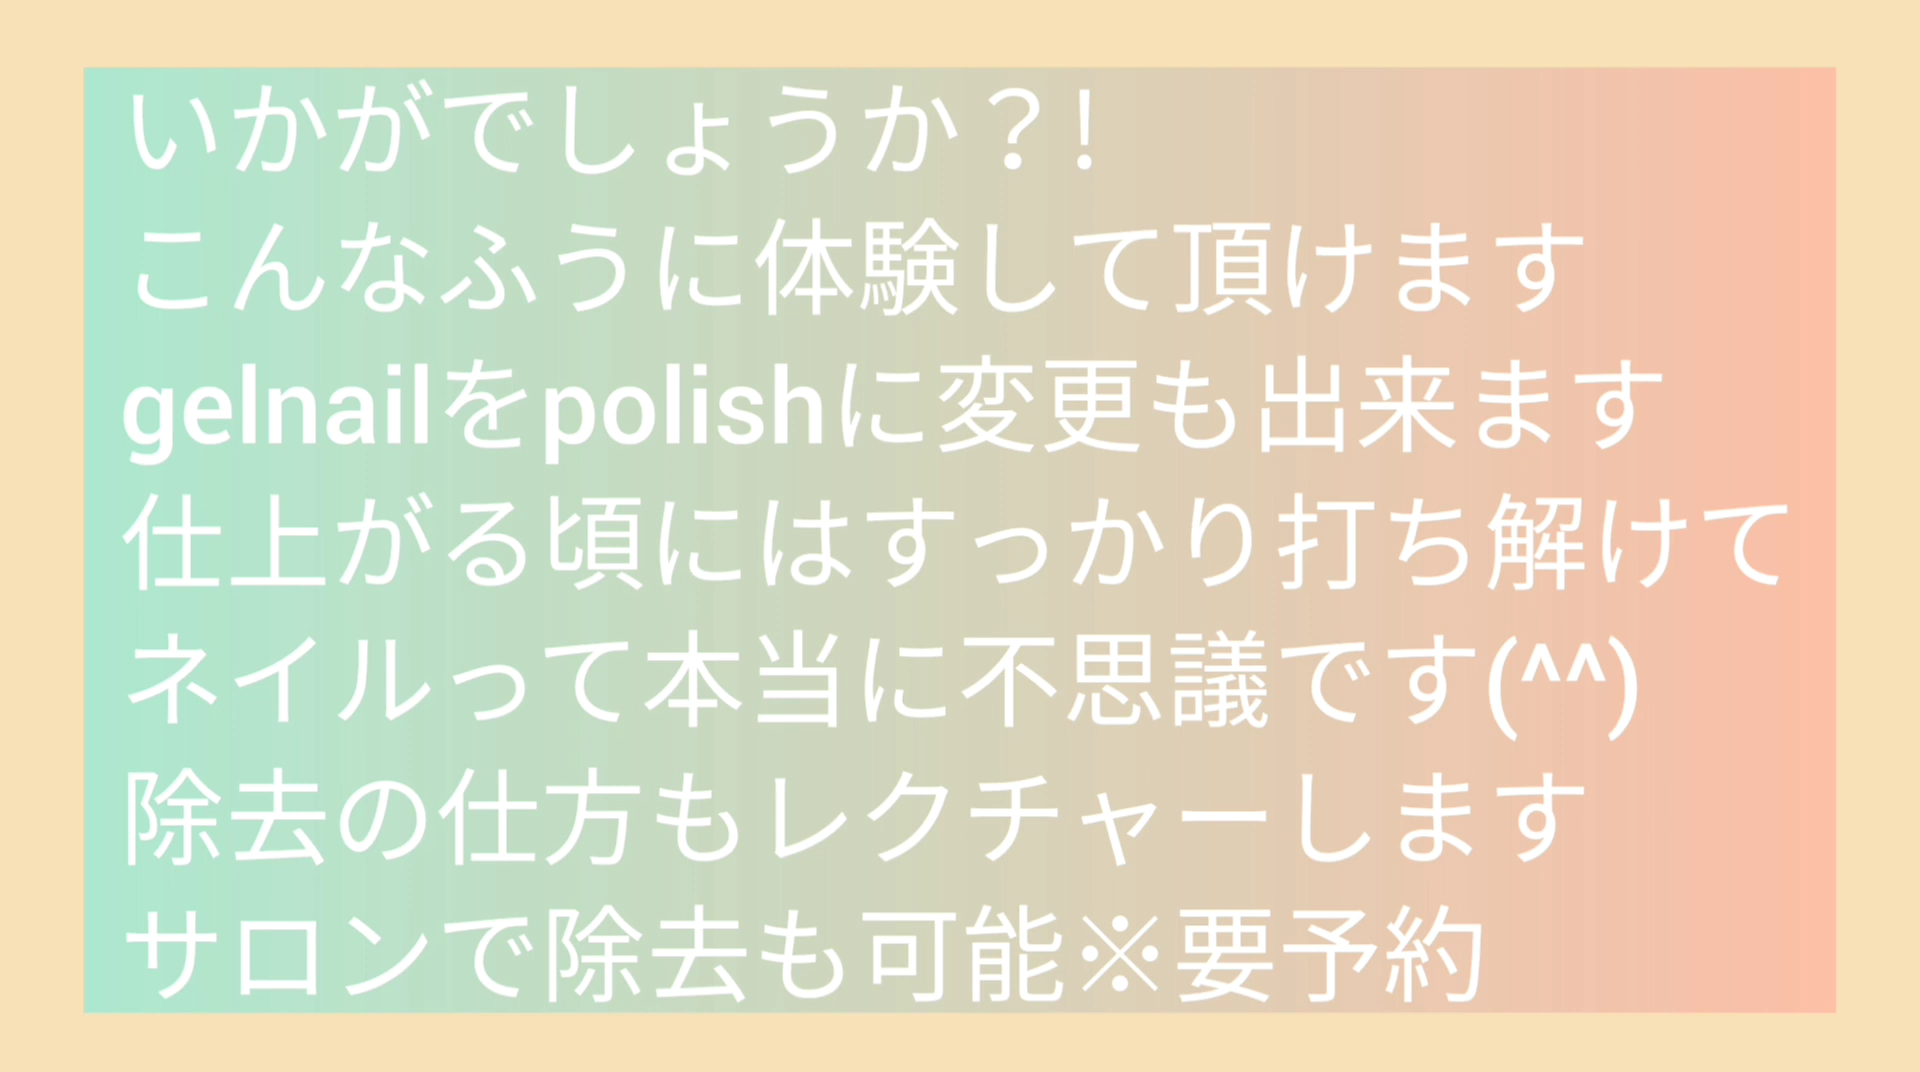 いかがでしょうか？!
こんなふうに体験して頂けます
gelnailをpolishに変更も出来ます
仕上がる頃にはすっかり打ち解けて
ネイルって本当に不思議です(^^)
除去の仕方もレクチャーします
サロンで除去も可能※要予約